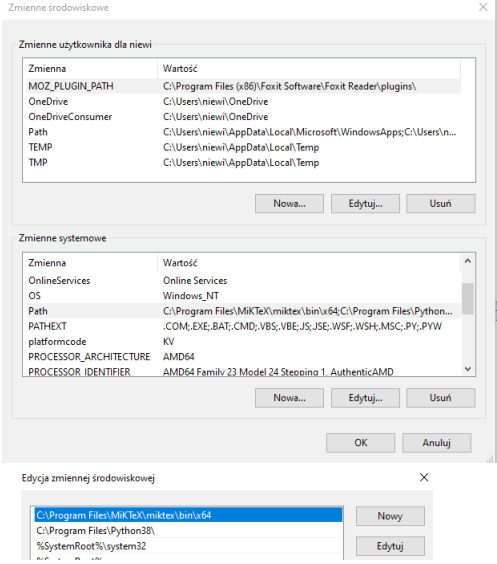 Zmienne środowiskowe
Zmienne użytkownika dla niewi
Zmienna Wartość
MOZ_PLUGIN_PATH C:\Program Files (x86)\Foxit Software\Foxit Reader\plugins\
OneDrive C:\Users\niewi\OneDrive
OneDriveConsumer C:\Users\niewi\OneDrive
Path C:\Users\niewi\AppData\Local\Microsoft\WindowsApps;C:\Users\n...
TEMP C:\Users\niewi\AppData\Local\Temp
TMP C:\Users\niewi\AppData\Local\Temp
Nowa... Edytuj... Usuń
Zmienne systemowe
Zmienna Wartość
OnlineServices Online Services
OS Windows_NT
Path C:\Program Files\MiKTeX\miktex\bin\x64;C:\Program Files\Python...
PATHEXT .COM;.EXE;.BAT;.CMD;.VBS;.VBE;.JS;.JSE;.WSF;.WSH;.MSC;.PY;.PYW
platformcode KV
PROCESSOR_ARCHITECTURE AMD64
PROCESSOR_IDENTIFIER AMD64 Family 23 Model 24 Stepping 1, AuthenticAMD
Nowa... Edytuj... Usuń
OK Anuluj
Edycja zmiennej środowiskowej
C:\Program Files\MiKTeX\miktex\bin\x64
Nowy
C:\Program Files\Python38\
%SystemRoot%\system32
Edytuj
%SystemRoot%